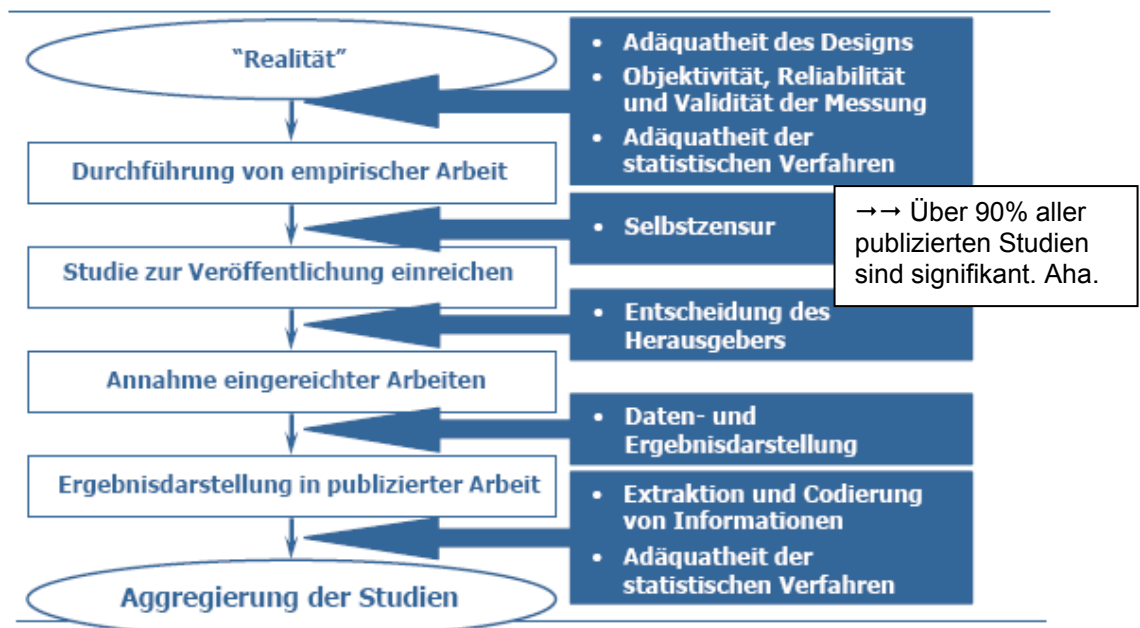 “Realität”
• Adäquatheit des Designs
• Objektivität, Reliabilität
und Validität der Messung
• Adäquatheit der
statistischen Verfahren
Durchführung von empirischer Arbeit
• Selbstzensur
→→ Über 90% aller
publizierten Studien
sind signifikant. Aha.
Studie zur Veröffentlichung einreichen
• Entscheidung des
Herausgebers
Annahme eingereichter Arbeiten
• Daten- und
Ergebnisdarstellung
Ergebnisdarstellung in publizierter Arbeit
• Extraktion und Codierung
von Informationen
• Adäquatheit der
statistischen Verfahren
Aggregierung der Studien